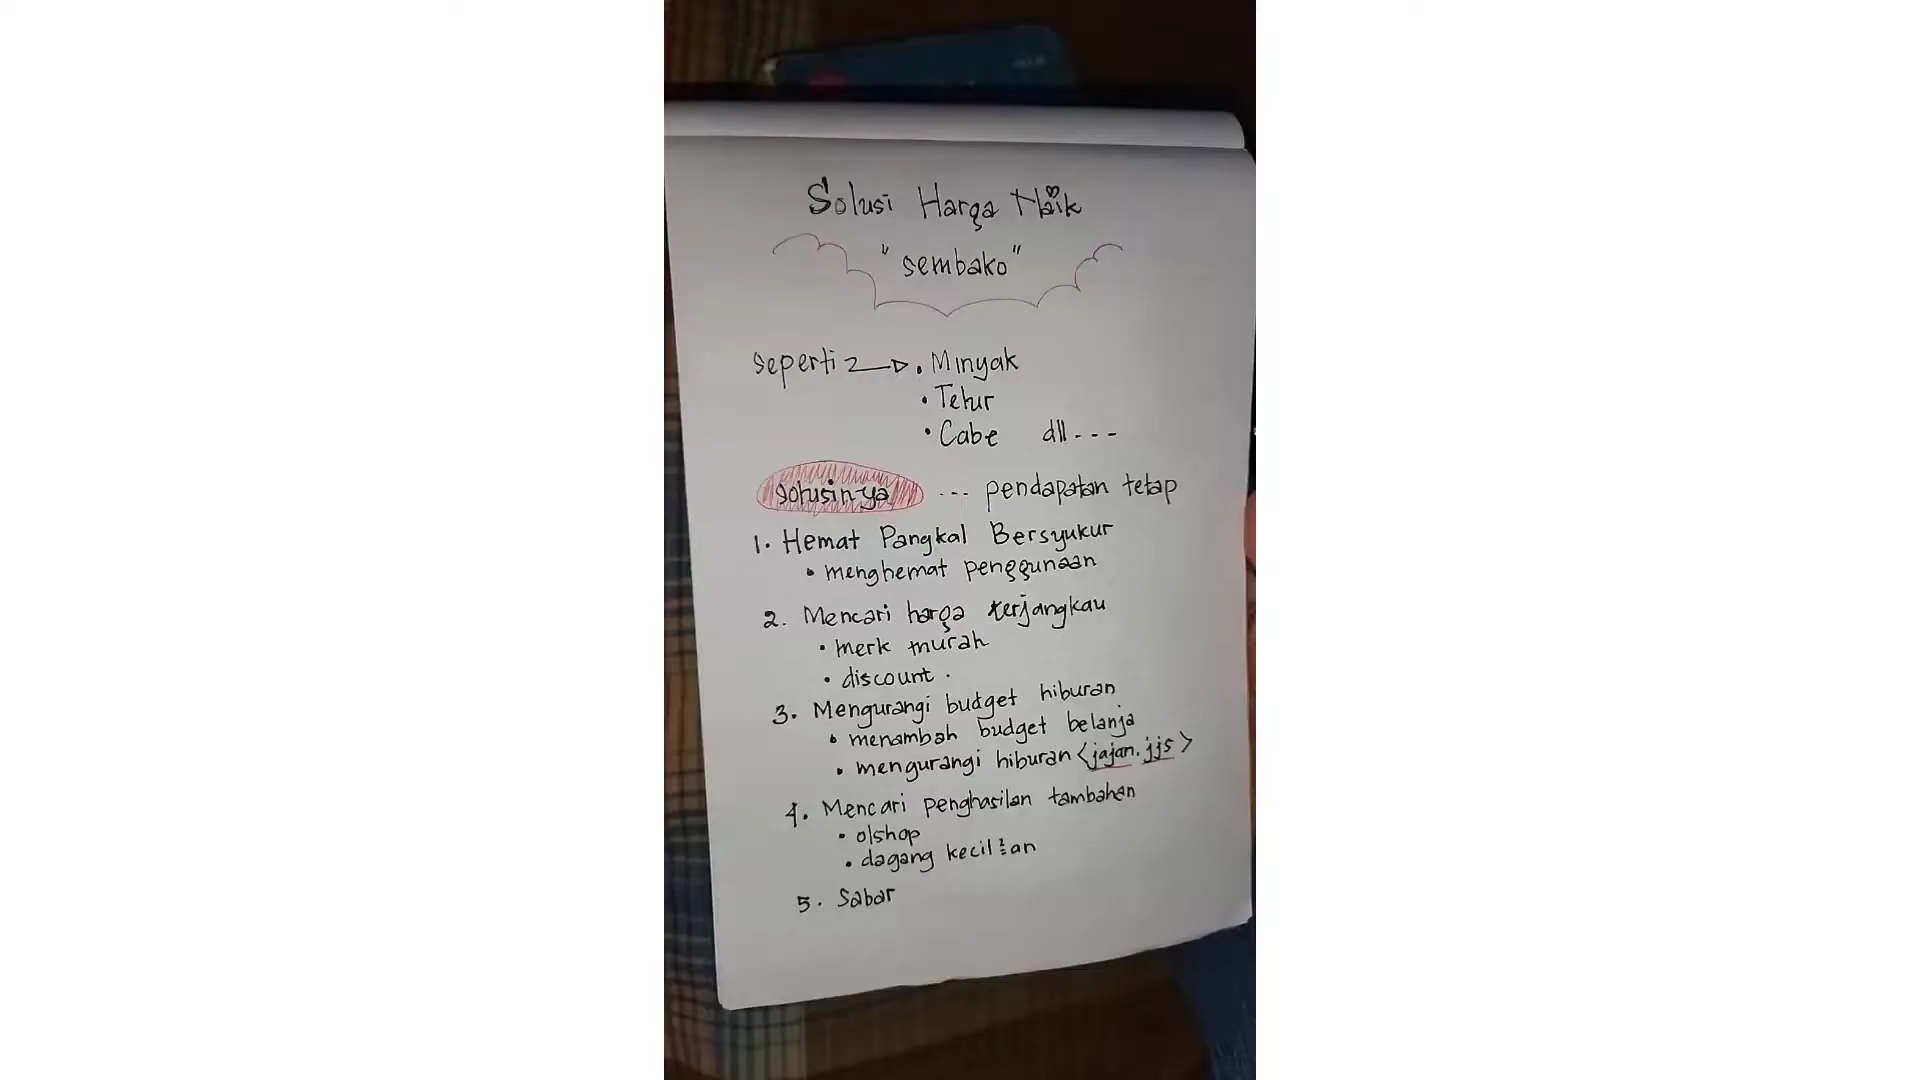 Solusi Harga Naik
"sembako"
seperti2 → • Minyak
• Telur
• Cabe dll ---
solusinya --- pendapatan tetap
1. Hemat Pangkal Bersyukur
• menghemat penggunaan
2. Mencari harga terjangkau
• merk murah
• discount.
3. Mengurangi budget hiburan
• menambah budget belanja
• mengurangi hiburan <jajan. jjs>
4. Mencari penghasilan tambahan
• olshop
• dagang kecil2an
5. Sabar